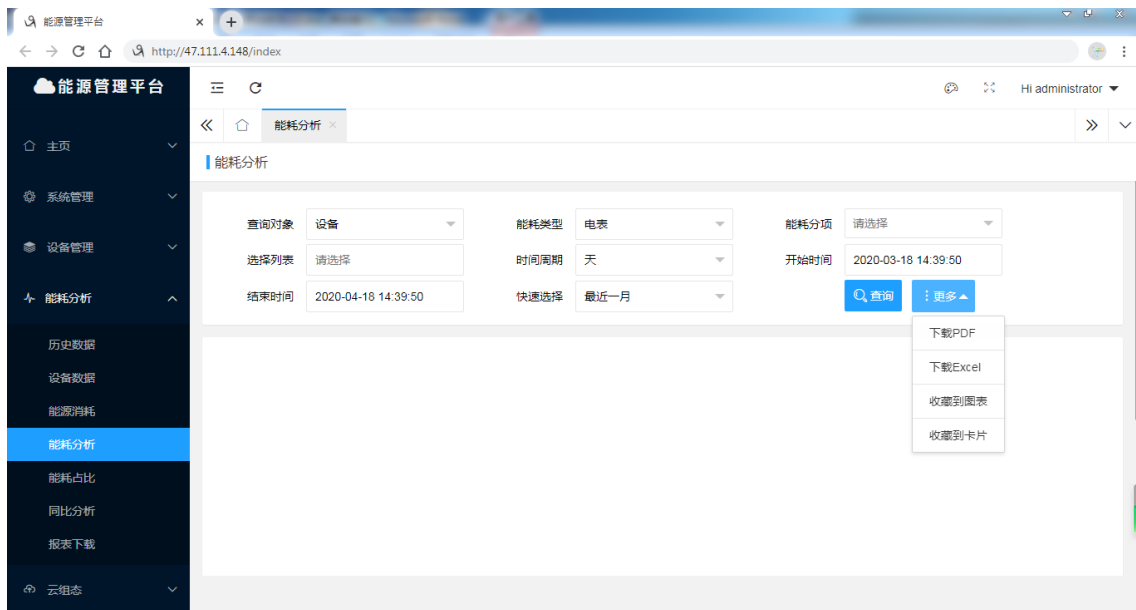 能源管理平台
http://47.111.4.148/index
能源管理平台
Hi administrator
能耗分析
主页
能耗分析
系统管理
查询对象 设备 能耗类型 电表 能耗分项 请选择
设备管理
选择列表 请选择 时间周期 天 开始时间 2020-03-18 14:39:50
能耗分析
结束时间 2020-04-18 14:39:50 快速选择 最近一月 查询 更多
历史数据
设备数据
能源消耗
能耗分析
能耗占比
同比分析
报表下载
云组态
下载PDF
下载Excel
收藏到图表
收藏到卡片